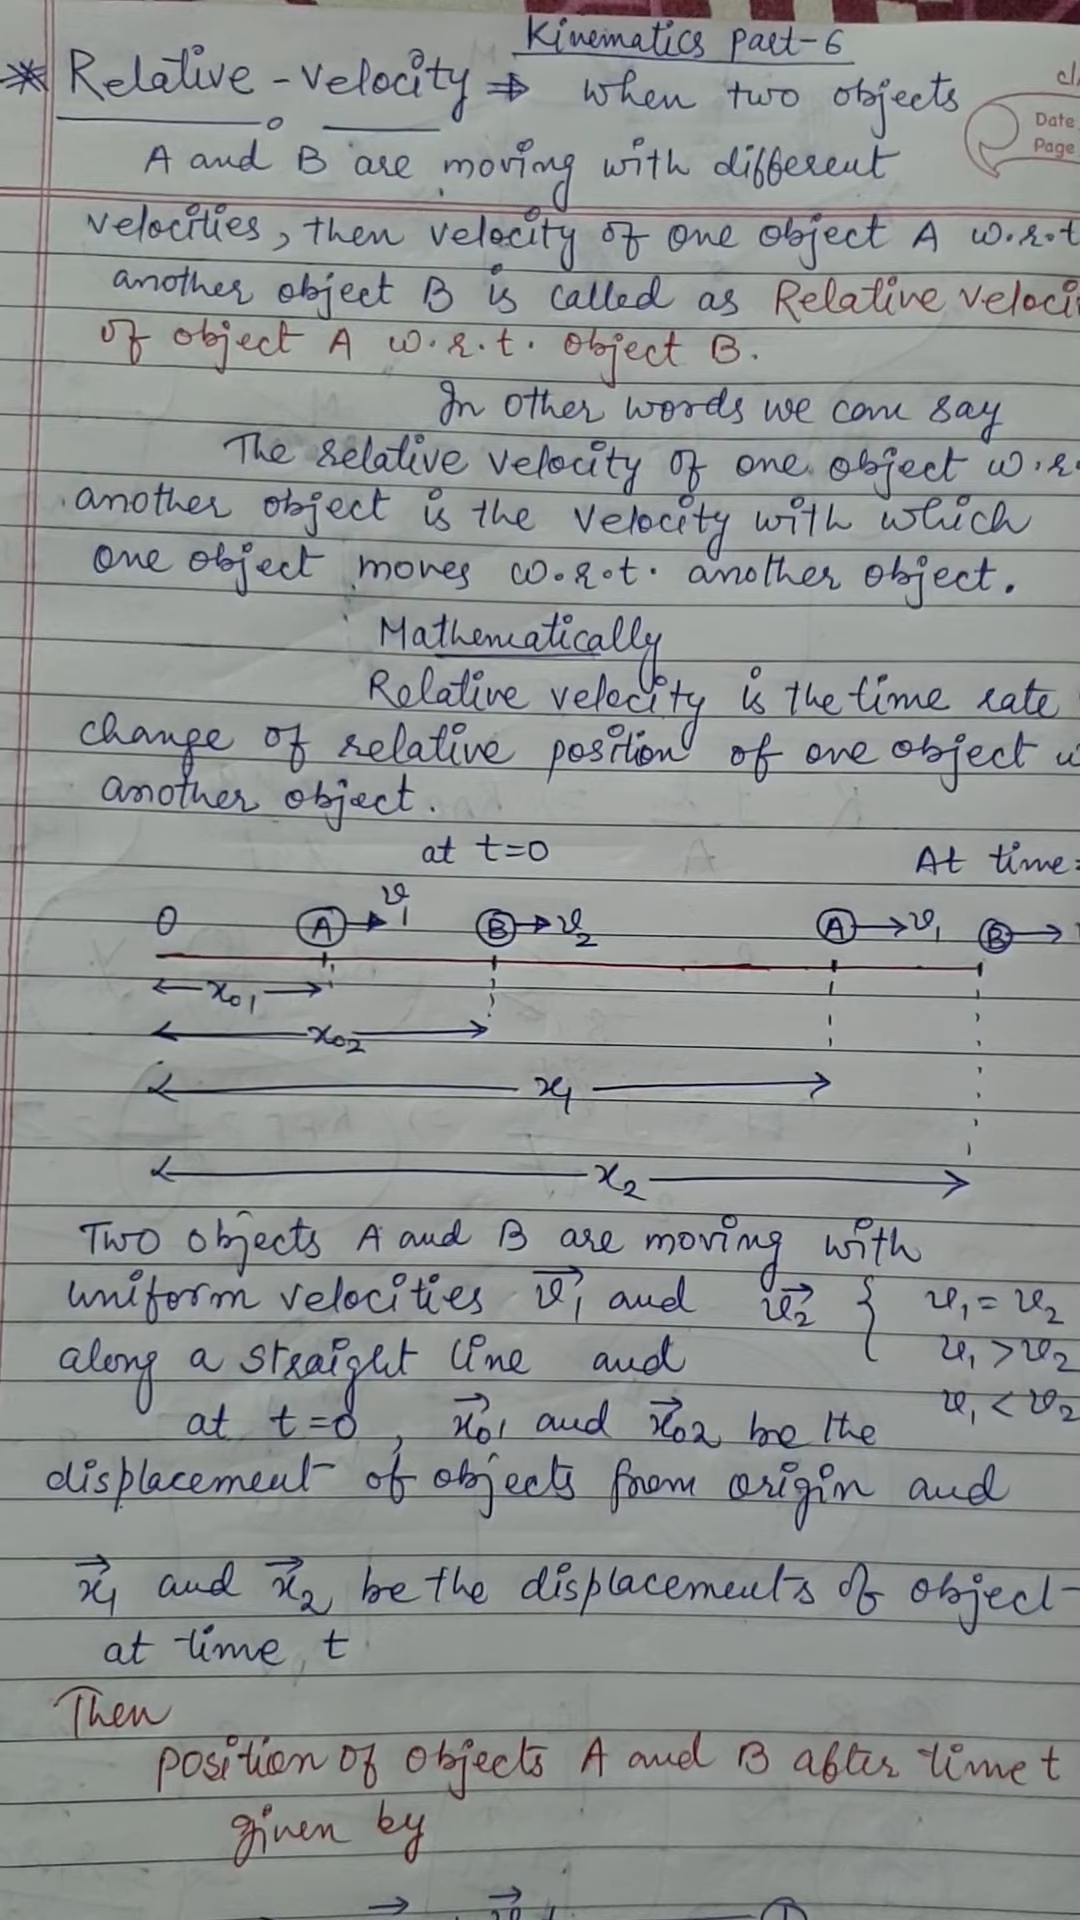 Kinematics Part-6
* Relative-velocity ⇒ when two objects
Date
Page
A and B are moving with different
velocities, then velocity of one object A w.r.t
another object B is called as Relative veloci
of object A w.r.t. object B.
In other words we can say
The relative velocity of one object w.r.
another object is the velocity with which
one object moves w.r.t. another object.
Mathematically
Relative velocity is the time rate
change of relative position of one object w
another object.
at t=0 At time=
O A → v₁ B → v₂ A → v₁ B →
x₀₁
x₀₂
x₁
x₂
Two objects A and B are moving with
uniform velocities v₁⃗ and v₂⃗ { v₁ = v₂
along a straight line and v₁ > v₂
v₁ < v₂
at t=0, x₀₁⃗ and x₀₂⃗ be the
displacement of objects from origin and
x₁⃗ and x₂⃗ be the displacements of object
at time t
Then
position of objects A and B after time t
given by